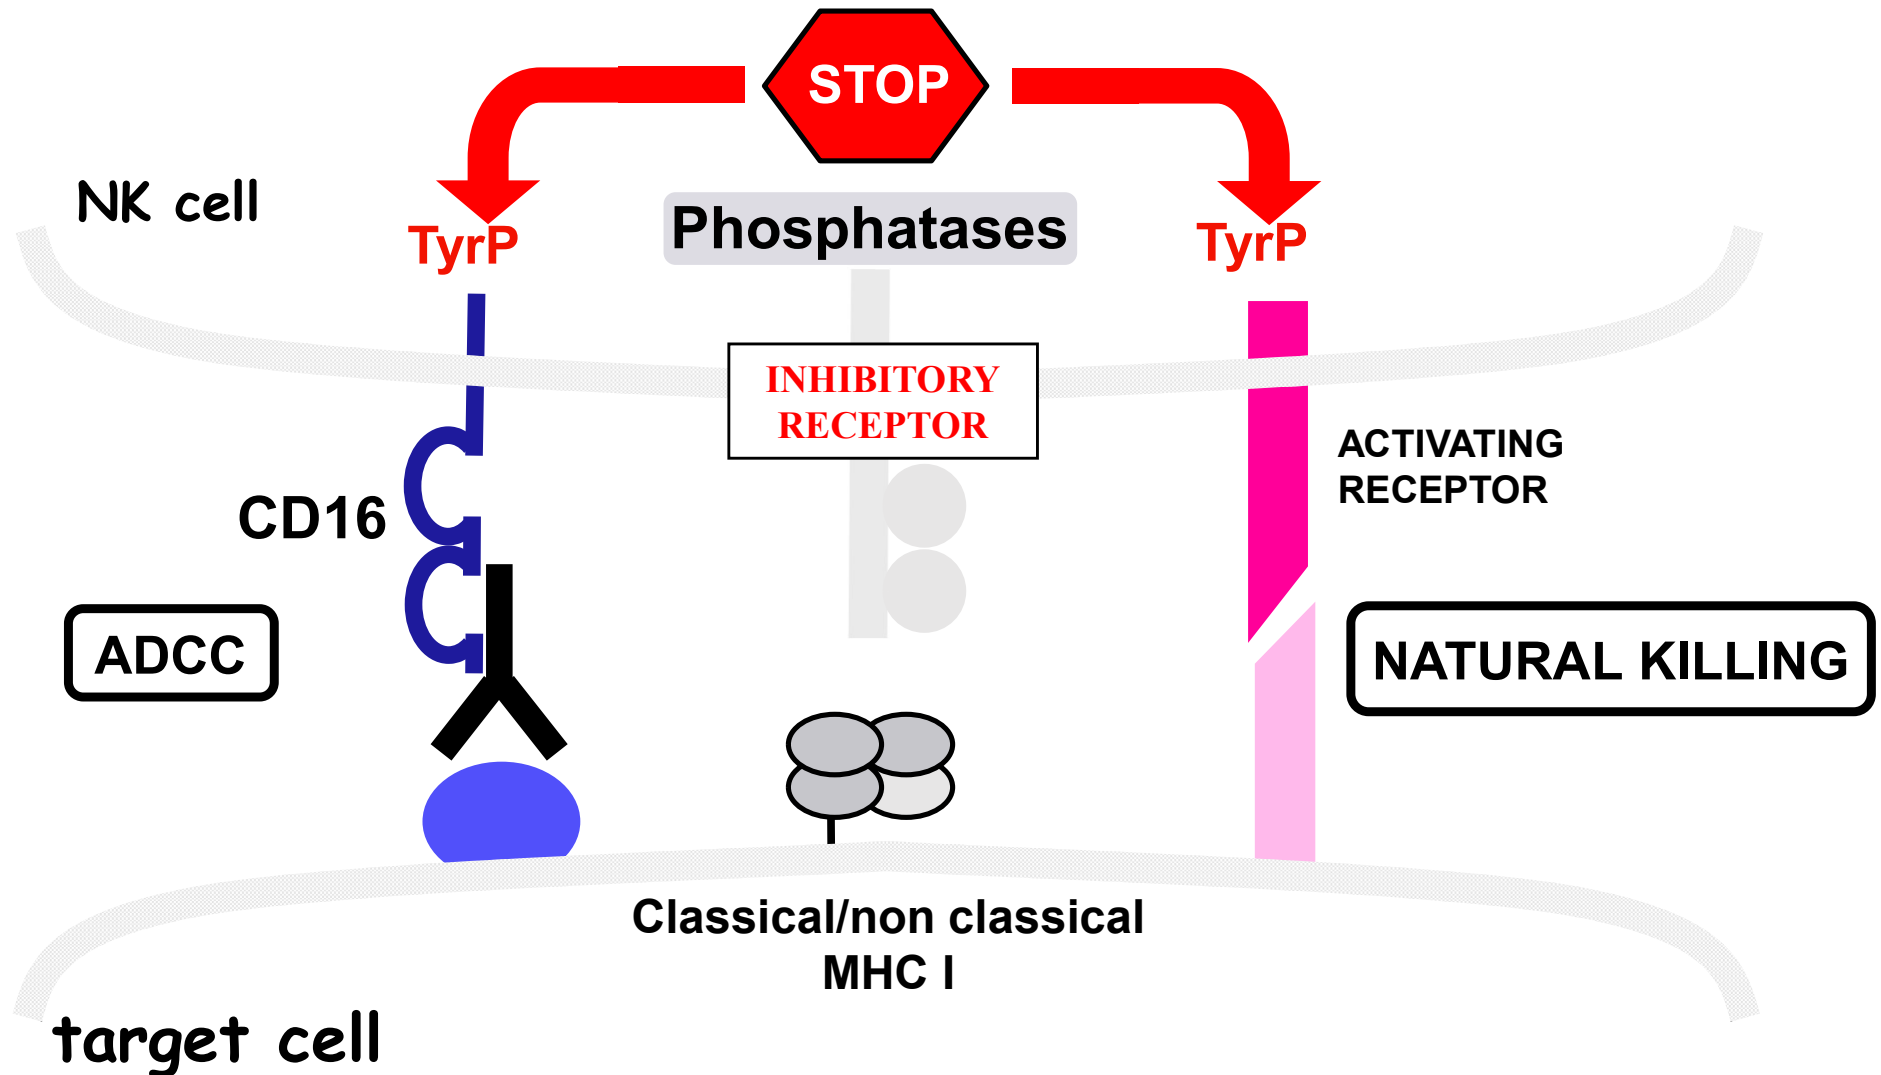 STOP
NK cell
TyrP
Phosphatases
TyrP
INHIBITORY
RECEPTOR
ACTIVATING
RECEPTOR
CD16
ADCC
NATURAL KILLING
Classical/non classical
MHC I
target cell